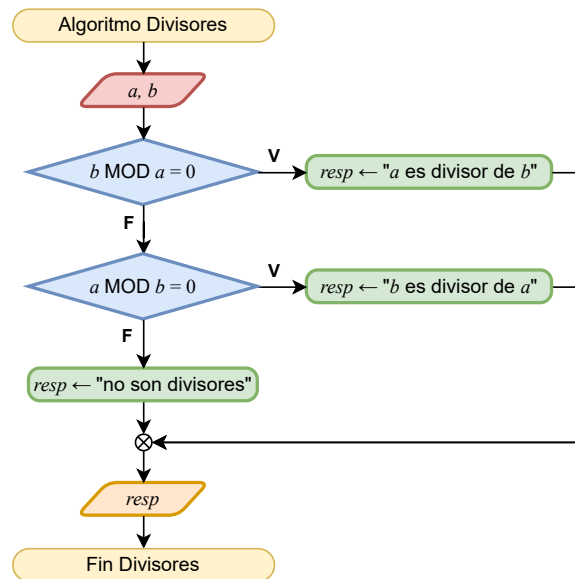 Algoritmo Divisores
a, b
b MOD a = 0
V
resp ← "a es divisor de b"
F
a MOD b = 0
V
resp ← "b es divisor de a"
F
resp ← "no son divisores"
resp
Fin Divisores